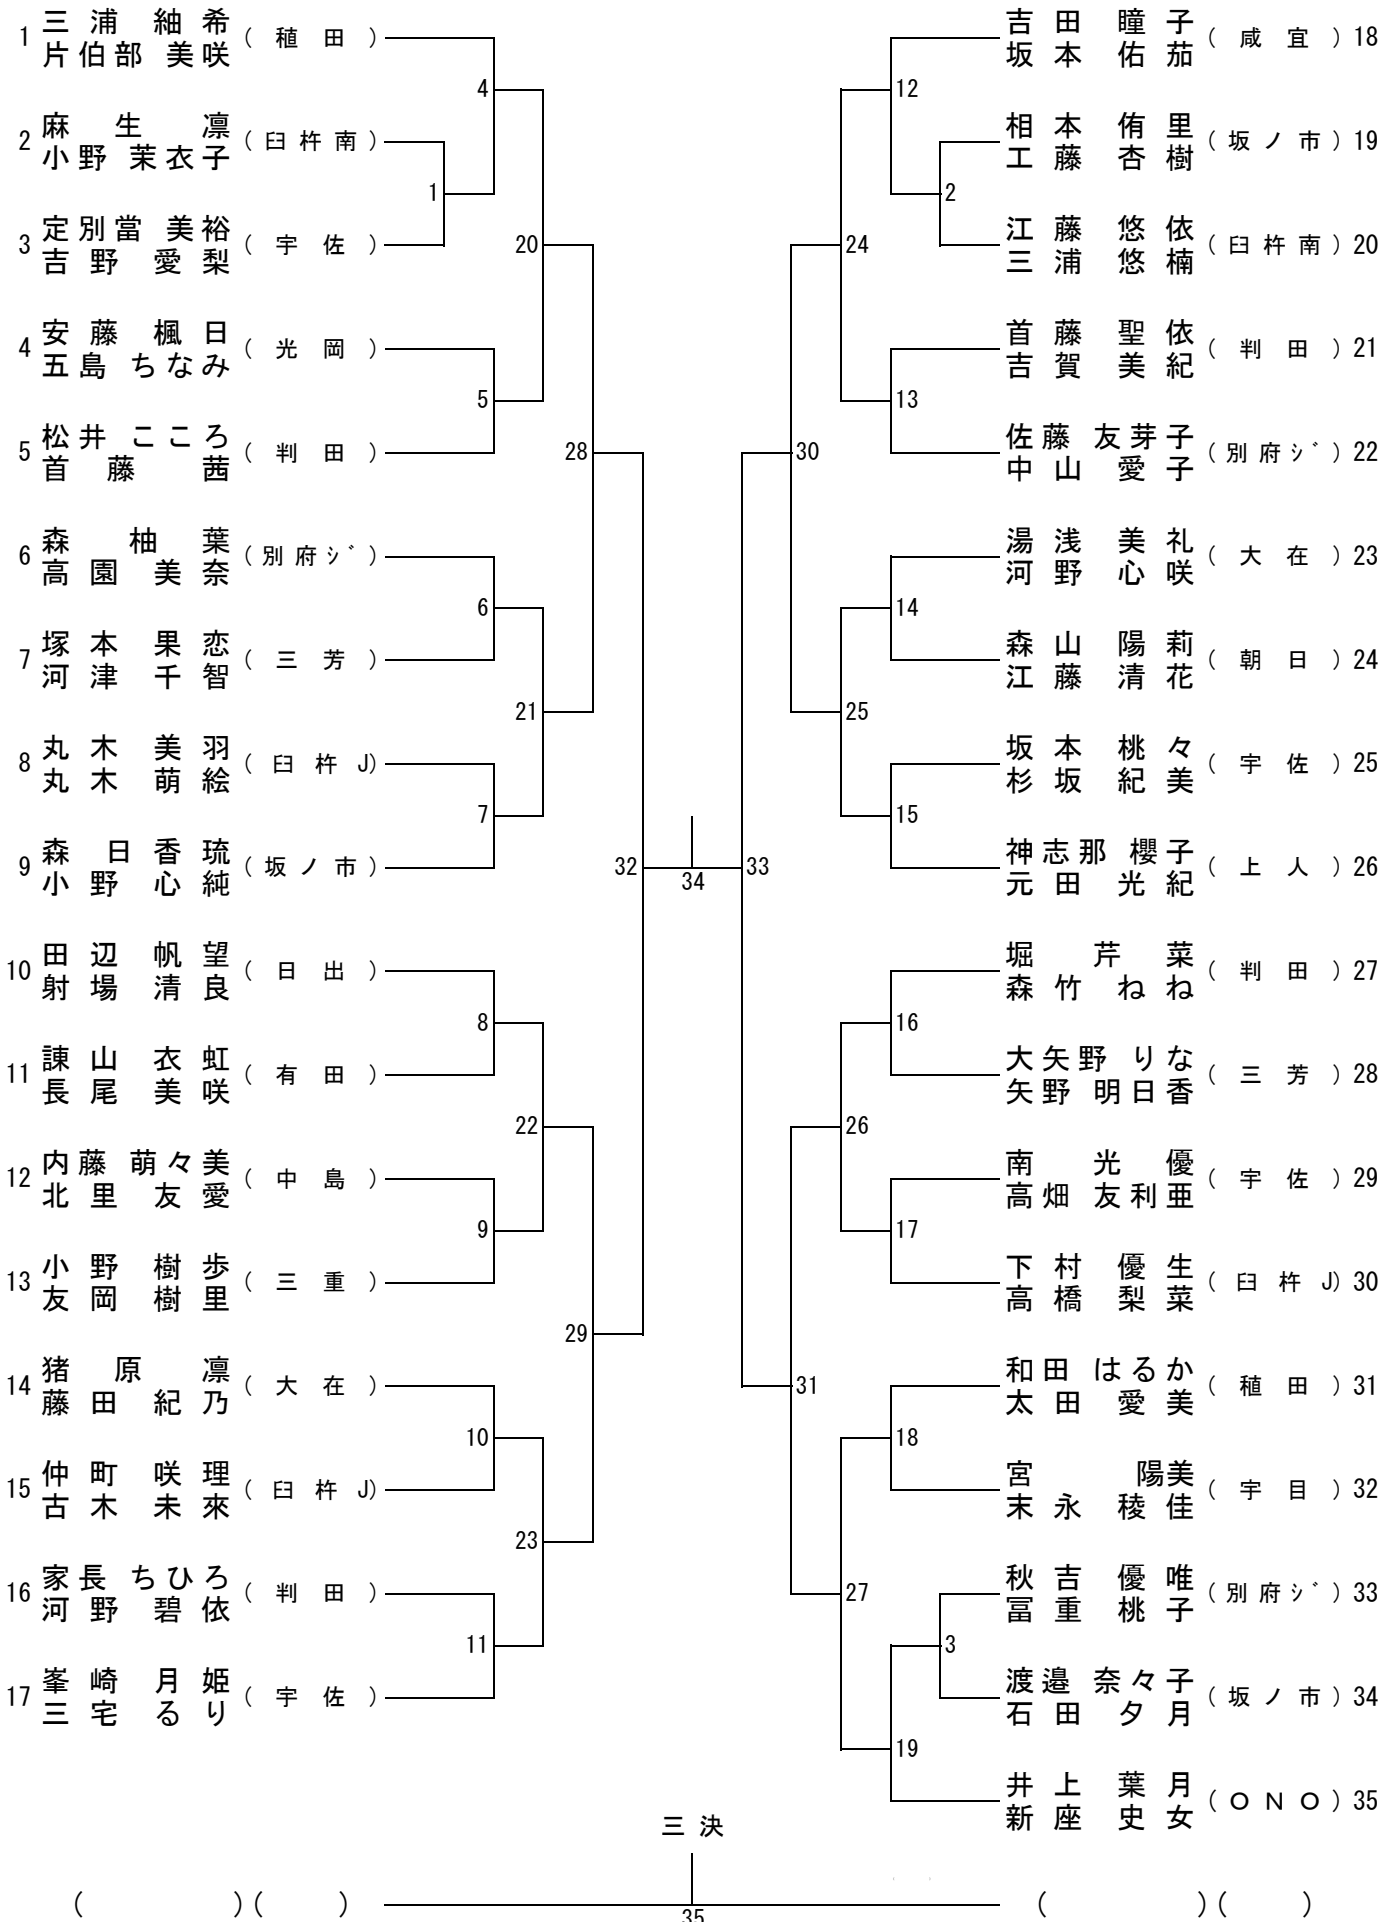 1 三浦 紬希 (稙田)
片伯部 美咲
4
2 麻生 凛 (臼杵南)
小野 茉衣子
1
3 定別當 美裕 (宇佐)
吉野 愛梨
20
4 安藤 楓日 (光岡)
五島 ちなみ
5
5 松井 こころ (判田)
首藤 茜
28
6 森 柚葉 (別府ジ)
高園 美奈
6
7 塚本 果恋 (三芳)
河津 千智
21
8 丸木 美羽 (臼杵J)
丸木 萌絵
7
9 森 日香琉 (坂ノ市)
小野 心純
32
10 田辺 帆望 (日出)
射場 清良
8
11 諌山 衣虹 (有田)
長尾 美咲
22
12 内藤 萌々美 (中島)
北里 友愛
9
13 小野 樹歩 (三重)
友岡 樹里
29
14 猪原 凛 (大在)
藤田 紀乃
10
15 仲町 咲理 (臼杵J)
古木 未來
23
16 家長 ちひろ (判田)
河野 碧依
11
17 峯崎 月姫 (宇佐)
三宅 るり
34
吉田 瞳子 (咸宜) 18
坂本 佑茄
12
相本 侑里 (坂ノ市) 19
工藤 杏樹
2
江藤 悠依 (臼杵南) 20
三浦 悠楠
24
首藤 聖依 (判田) 21
吉賀 美紀
13
佐藤 友芽子 (別府ジ) 22
中山 愛子
30
湯浅 美礼 (大在) 23
河野 心咲
14
森山 陽莉 (朝日) 24
江藤 清花
25
坂本 桃々 (宇佐) 25
杉坂 紀美
15
神志那 櫻子 (上人) 26
元田 光紀
33
堀 芹菜 (判田) 27
森竹 ねね
16
大矢野 りな (三芳) 28
矢野 明日香
26
南 光優 (宇佐) 29
高畑 友利亜
17
下村 優生 (臼杵J) 30
高橋 梨菜
31
和田 はるか (稙田) 31
太田 愛美
18
宮 陽美 (宇目) 32
末永 稜佳
27
秋吉 優唯 (別府ジ) 33
冨重 桃子
3
渡邉 奈々子 (坂ノ市) 34
石田 夕月
19
井上 葉月 (ONO) 35
新座 史女
三決
( )( ) ( )( )
35